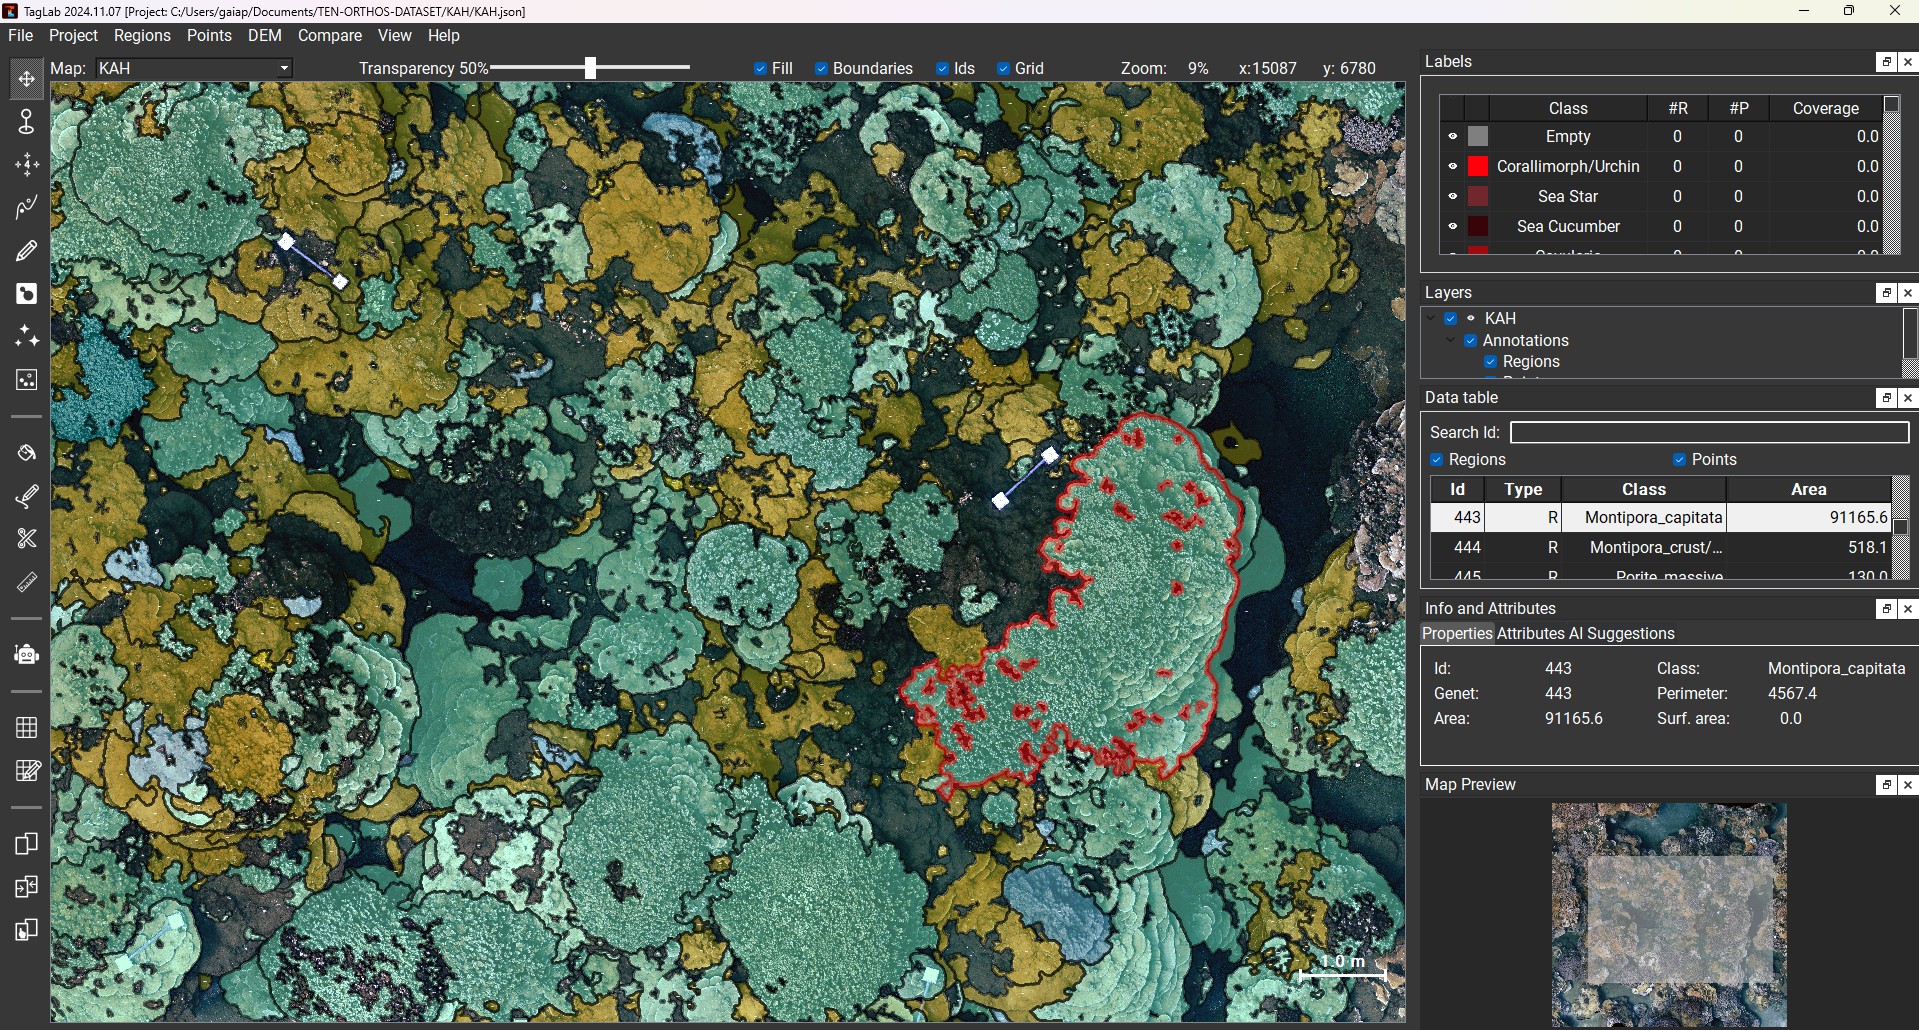 TagLab 2024.11.07 [Project: C:/Users/gaiap/Documents/TEN-ORTHOS-DATASET/KAH/KAH.json]
File Project Regions Points DEM Compare View Help
Map: KAH Transparency 50% Fill Boundaries Ids Grid Zoom: 9% x:15087 y: 6780
1.0 m
Labels
Class #R #P Coverage
Empty 0 0 0.0
Corallimorph/Urchin 0 0 0.0
Sea Star 0 0 0.0
Sea Cucumber 0 0 0.0
Layers
KAH
Annotations
Regions
Data table
Search Id:
Regions Points
Id Type Class Area
443 R Montipora_capitata 91165.6
444 R Montipora_crust/... 518.1
445 R Porite_massive 130.0
Info and Attributes
Properties Attributes AI Suggestions
Id: 443 Class: Montipora_capitata
Genet: 443 Perimeter: 4567.4
Area: 91165.6 Surf. area: 0.0
Map Preview